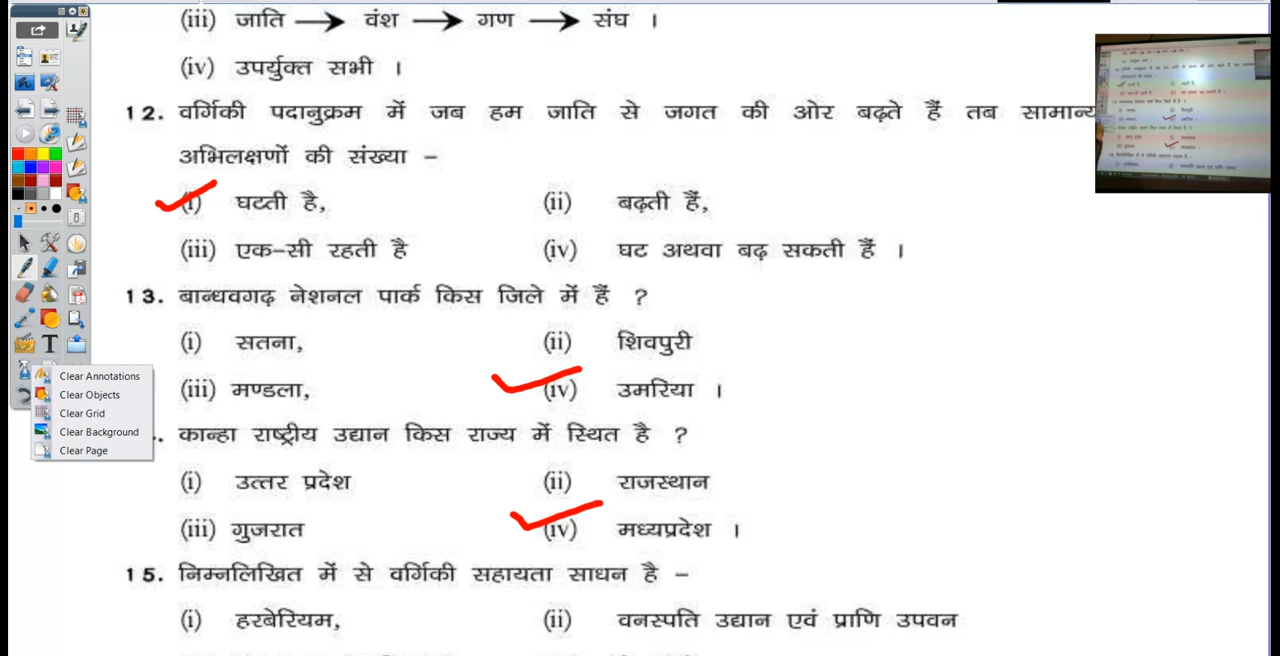 (iii) जाति → वंश → गण → संघ ।
(iv) उपर्युक्त सभी ।
12. वर्गिकी पदानुक्रम में जब हम जाति से जगत की ओर बढ़ते हैं तब सामान्य
अभिलक्षणों की संख्या –
(i) घटती है, (ii) बढ़ती हैं,
(iii) एक-सी रहती है (iv) घट अथवा बढ़ सकती हैं ।
13. बान्धवगढ़ नेशनल पार्क किस जिले में हैं ?
(i) सतना, (ii) शिवपुरी
(iii) मण्डला, (iv) उमरिया ।
Clear Annotations
Clear Objects
Clear Grid
Clear Background
Clear Page
. कान्हा राष्ट्रीय उद्यान किस राज्य में स्थित है ?
(i) उत्तर प्रदेश (ii) राजस्थान
(iii) गुजरात (iv) मध्यप्रदेश ।
15. निम्नलिखित में से वर्गिकी सहायता साधन है –
(i) हरबेरियम, (ii) वनस्पति उद्यान एवं प्राणि उपवन